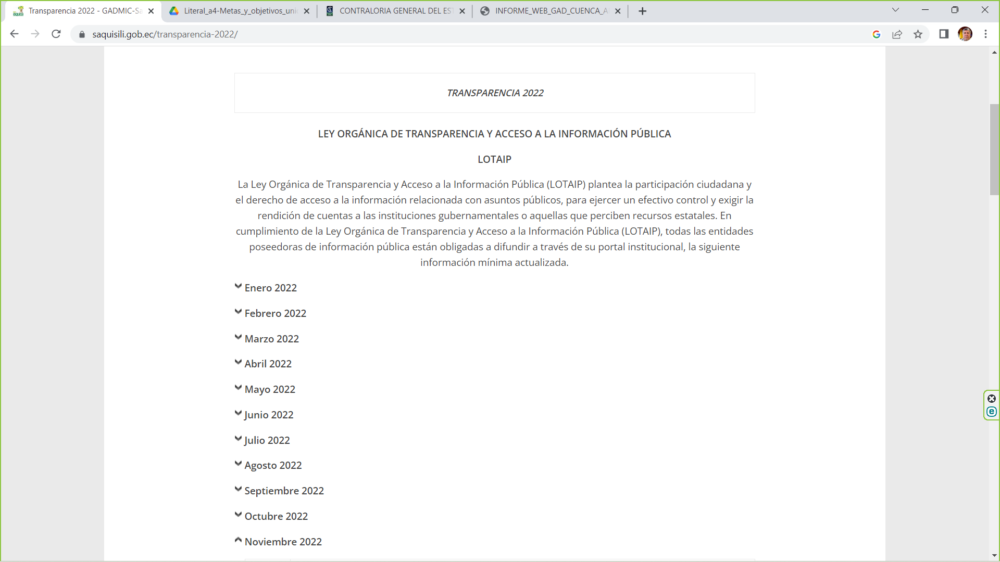 Transparencia 2022 - GADMIC-Sa
Literal_a4-Metas_y_objetivos_uni
CONTRALORIA GENERAL DEL EST
INFORME_WEB_GAD_CUENCA_A
saquisili.gob.ec/transparencia-2022/
TRANSPARENCIA 2022
LEY ORGÁNICA DE TRANSPARENCIA Y ACCESO A LA INFORMACIÓN PÚBLICA
LOTAIP
La Ley Orgánica de Transparencia y Acceso a la Información Pública (LOTAIP) plantea la participación ciudadana y
el derecho de acceso a la información relacionada con asuntos públicos, para ejercer un efectivo control y exigir la
rendición de cuentas a las instituciones gubernamentales o aquellas que perciben recursos estatales. En
cumplimiento de la Ley Orgánica de Transparencia y Acceso a la Información Pública (LOTAIP), todas las entidades
poseedoras de información pública están obligadas a difundir a través de su portal institucional, la siguiente
información mínima actualizada.
Enero 2022
Febrero 2022
Marzo 2022
Abril 2022
Mayo 2022
Junio 2022
Julio 2022
Agosto 2022
Septiembre 2022
Octubre 2022
Noviembre 2022